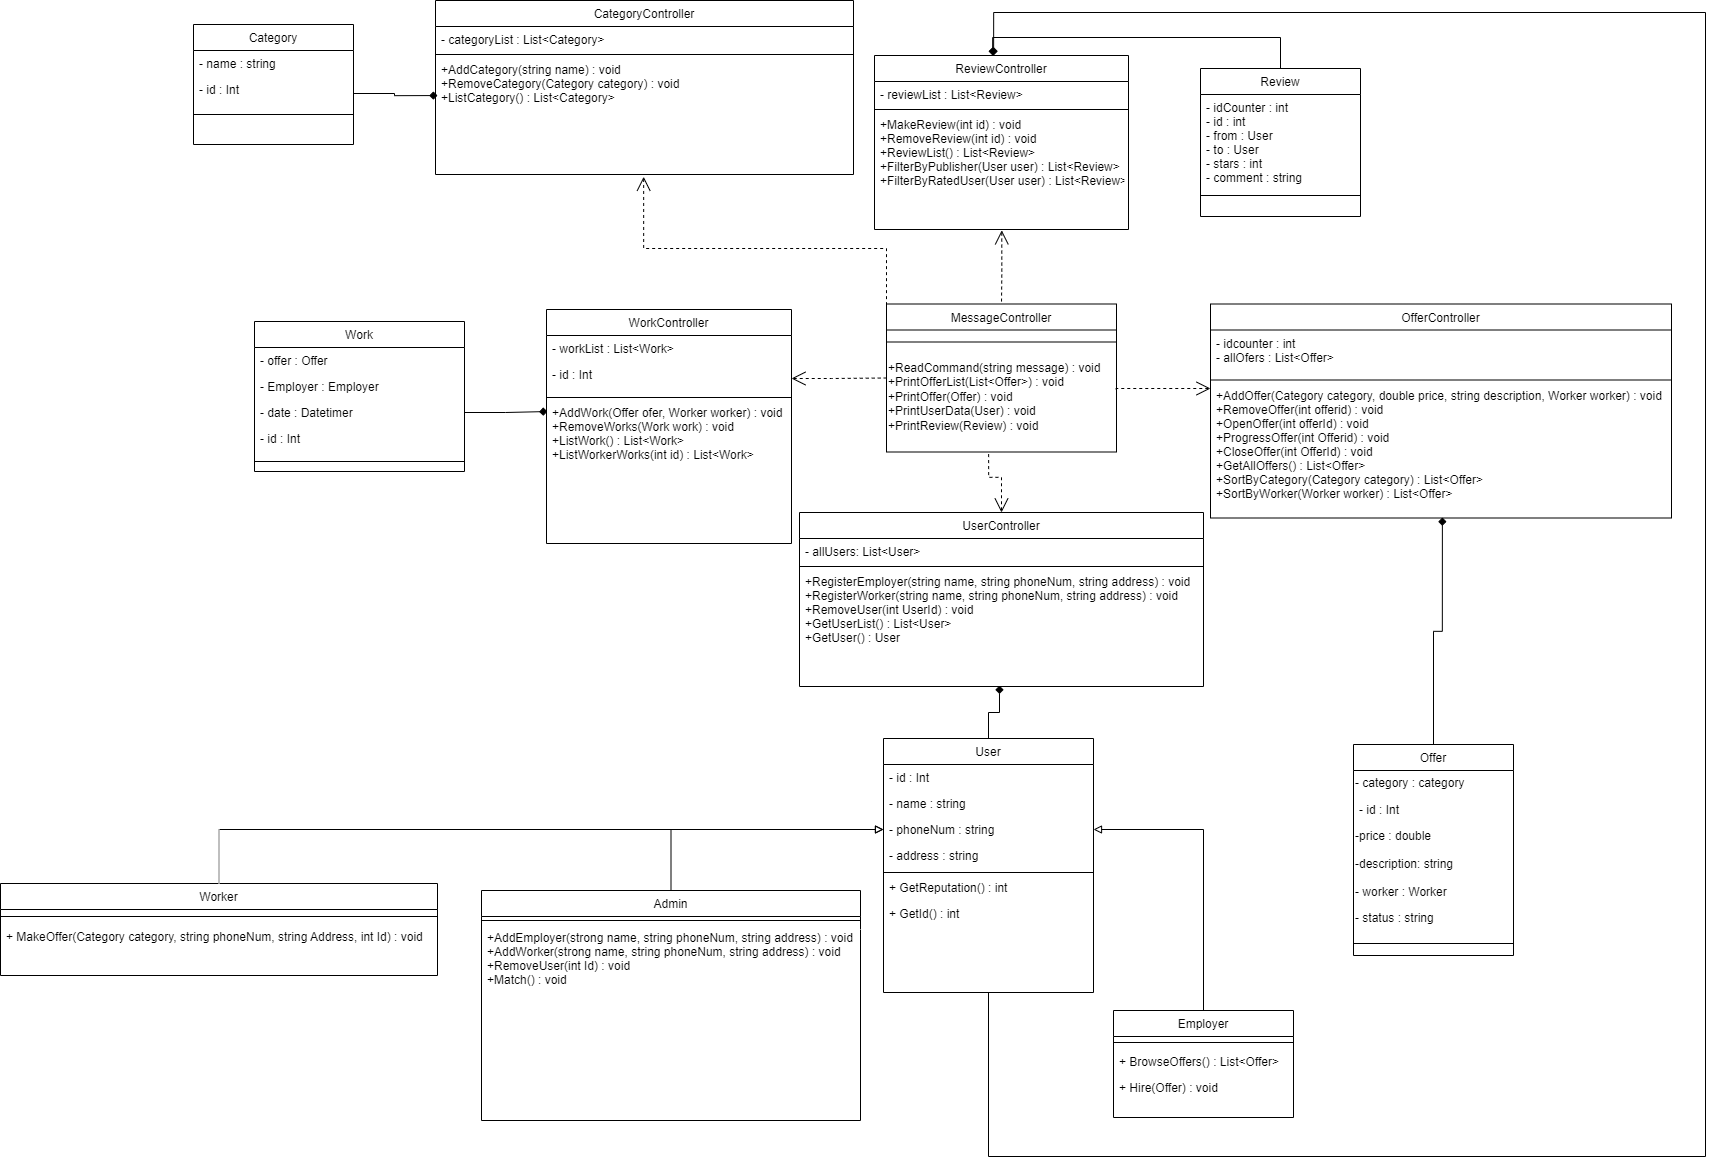 CategoryController
- categoryList : List<Category>
+AddCategory(string name) : void
+RemoveCategory(Category category) : void
+ListCategory() : List<Category>
Category
- name : string
- id : Int
ReviewController
- reviewList : List<Review>
+MakeReview(int id) : void
+RemoveReview(int id) : void
+ReviewList() : List<Review>
+FilterByPublisher(User user) : List<Review>
+FilterByRatedUser(User user) : List<Review>
Review
- idCounter : int
- id : int
- from : User
- to : User
- stars : int
- comment : string
Work
- offer : Offer
- Employer : Employer
- date : Datetimer
- id : Int
WorkController
- workList : List<Work>
- id : Int
+AddWork(Offer ofer, Worker worker) : void
+RemoveWorks(Work work) : void
+ListWork() : List<Work>
+ListWorkerWorks(int id) : List<Work>
MessageController
+ReadCommand(string message) : void
+PrintOfferList(List<Offer>) : void
+PrintOffer(Offer) : void
+PrintUserData(User) : void
+PrintReview(Review) : void
OfferController
- idcounter : int
- allOfers : List<Offer>
+AddOffer(Category category, double price, string description, Worker worker) : void
+RemoveOffer(int offerid) : void
+OpenOffer(int offerId) : void
+ProgressOffer(int Offerid) : void
+CloseOffer(int OfferId) : void
+GetAllOffers() : List<Offer>
+SortByCategory(Category category) : List<Offer>
+SortByWorker(Worker worker) : List<Offer>
UserController
- allUsers: List<User>
+RegisterEmployer(string name, string phoneNum, string address) : void
+RegisterWorker(string name, string phoneNum, string address) : void
+RemoveUser(int UserId) : void
+GetUserList() : List<User>
+GetUser() : User
User
- id : Int
- name : string
- phoneNum : string
- address : string
+ GetReputation() : int
+ GetId() : int
Offer
- category : category
- id : Int
-price : double
-description: string
- worker : Worker
- status : string
Worker
+ MakeOffer(Category category, string phoneNum, string Address, int Id) : void
Admin
+AddEmployer(strong name, string phoneNum, string address) : void
+AddWorker(strong name, string phoneNum, string address) : void
+RemoveUser(int Id) : void
+Match() : void
Employer
+ BrowseOffers() : List<Offer>
+ Hire(Offer) : void